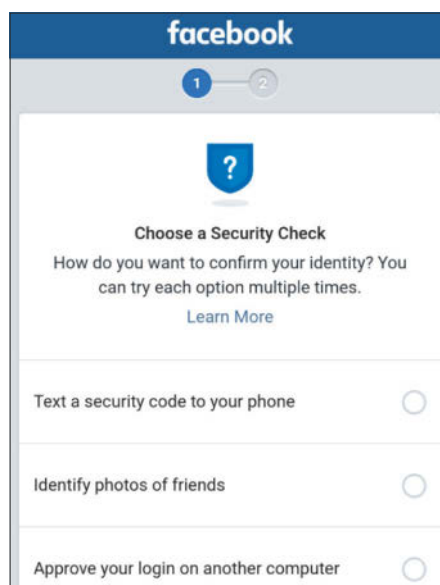 facebook
1 2
?
Choose a Security Check
How do you want to confirm your identity? You
can try each option multiple times.
Learn More
Text a security code to your phone
Identify photos of friends
Approve your login on another computer